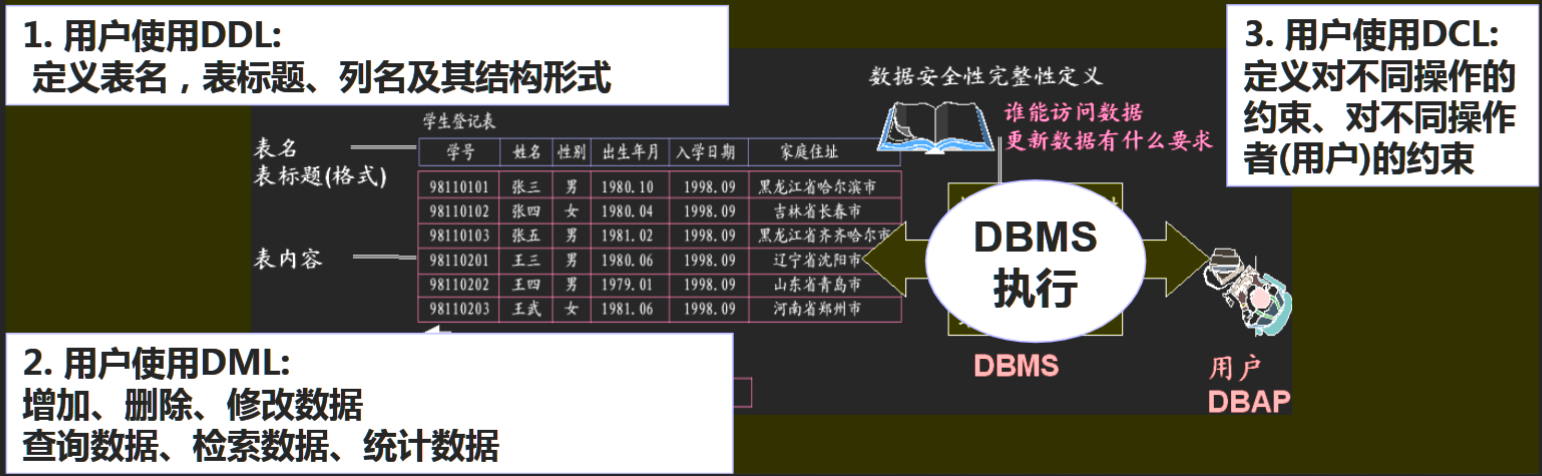 1. 用户使用DDL:
定义表名，表标题、列名及其结构形式
3. 用户使用DCL:
定义对不同操作的
约束、对不同操作
者(用户)的约束
数据安全性完整性定义
谁能访问数据
更新数据有什么要求
学生登记表
表名
表标题(格式)
学号 姓名 性别 出生年月 入学日期 家庭住址
98110101 张三 男 1980.10 1998.09 黑龙江省哈尔滨市
98110102 张四 女 1980.04 1998.09 吉林省长春市
98110103 张五 男 1981.02 1998.09 黑龙江省齐齐哈尔市
表内容
98110201 王三 男 1980.06 1998.09 辽宁省沈阳市
98110202 王四 男 1979.01 1998.09 山东省青岛市
98110203 王武 女 1981.06 1998.09 河南省郑州市
DBMS
执行
DBMS
用户
DBAP
2. 用户使用DML:
增加、删除、修改数据
查询数据、检索数据、统计数据